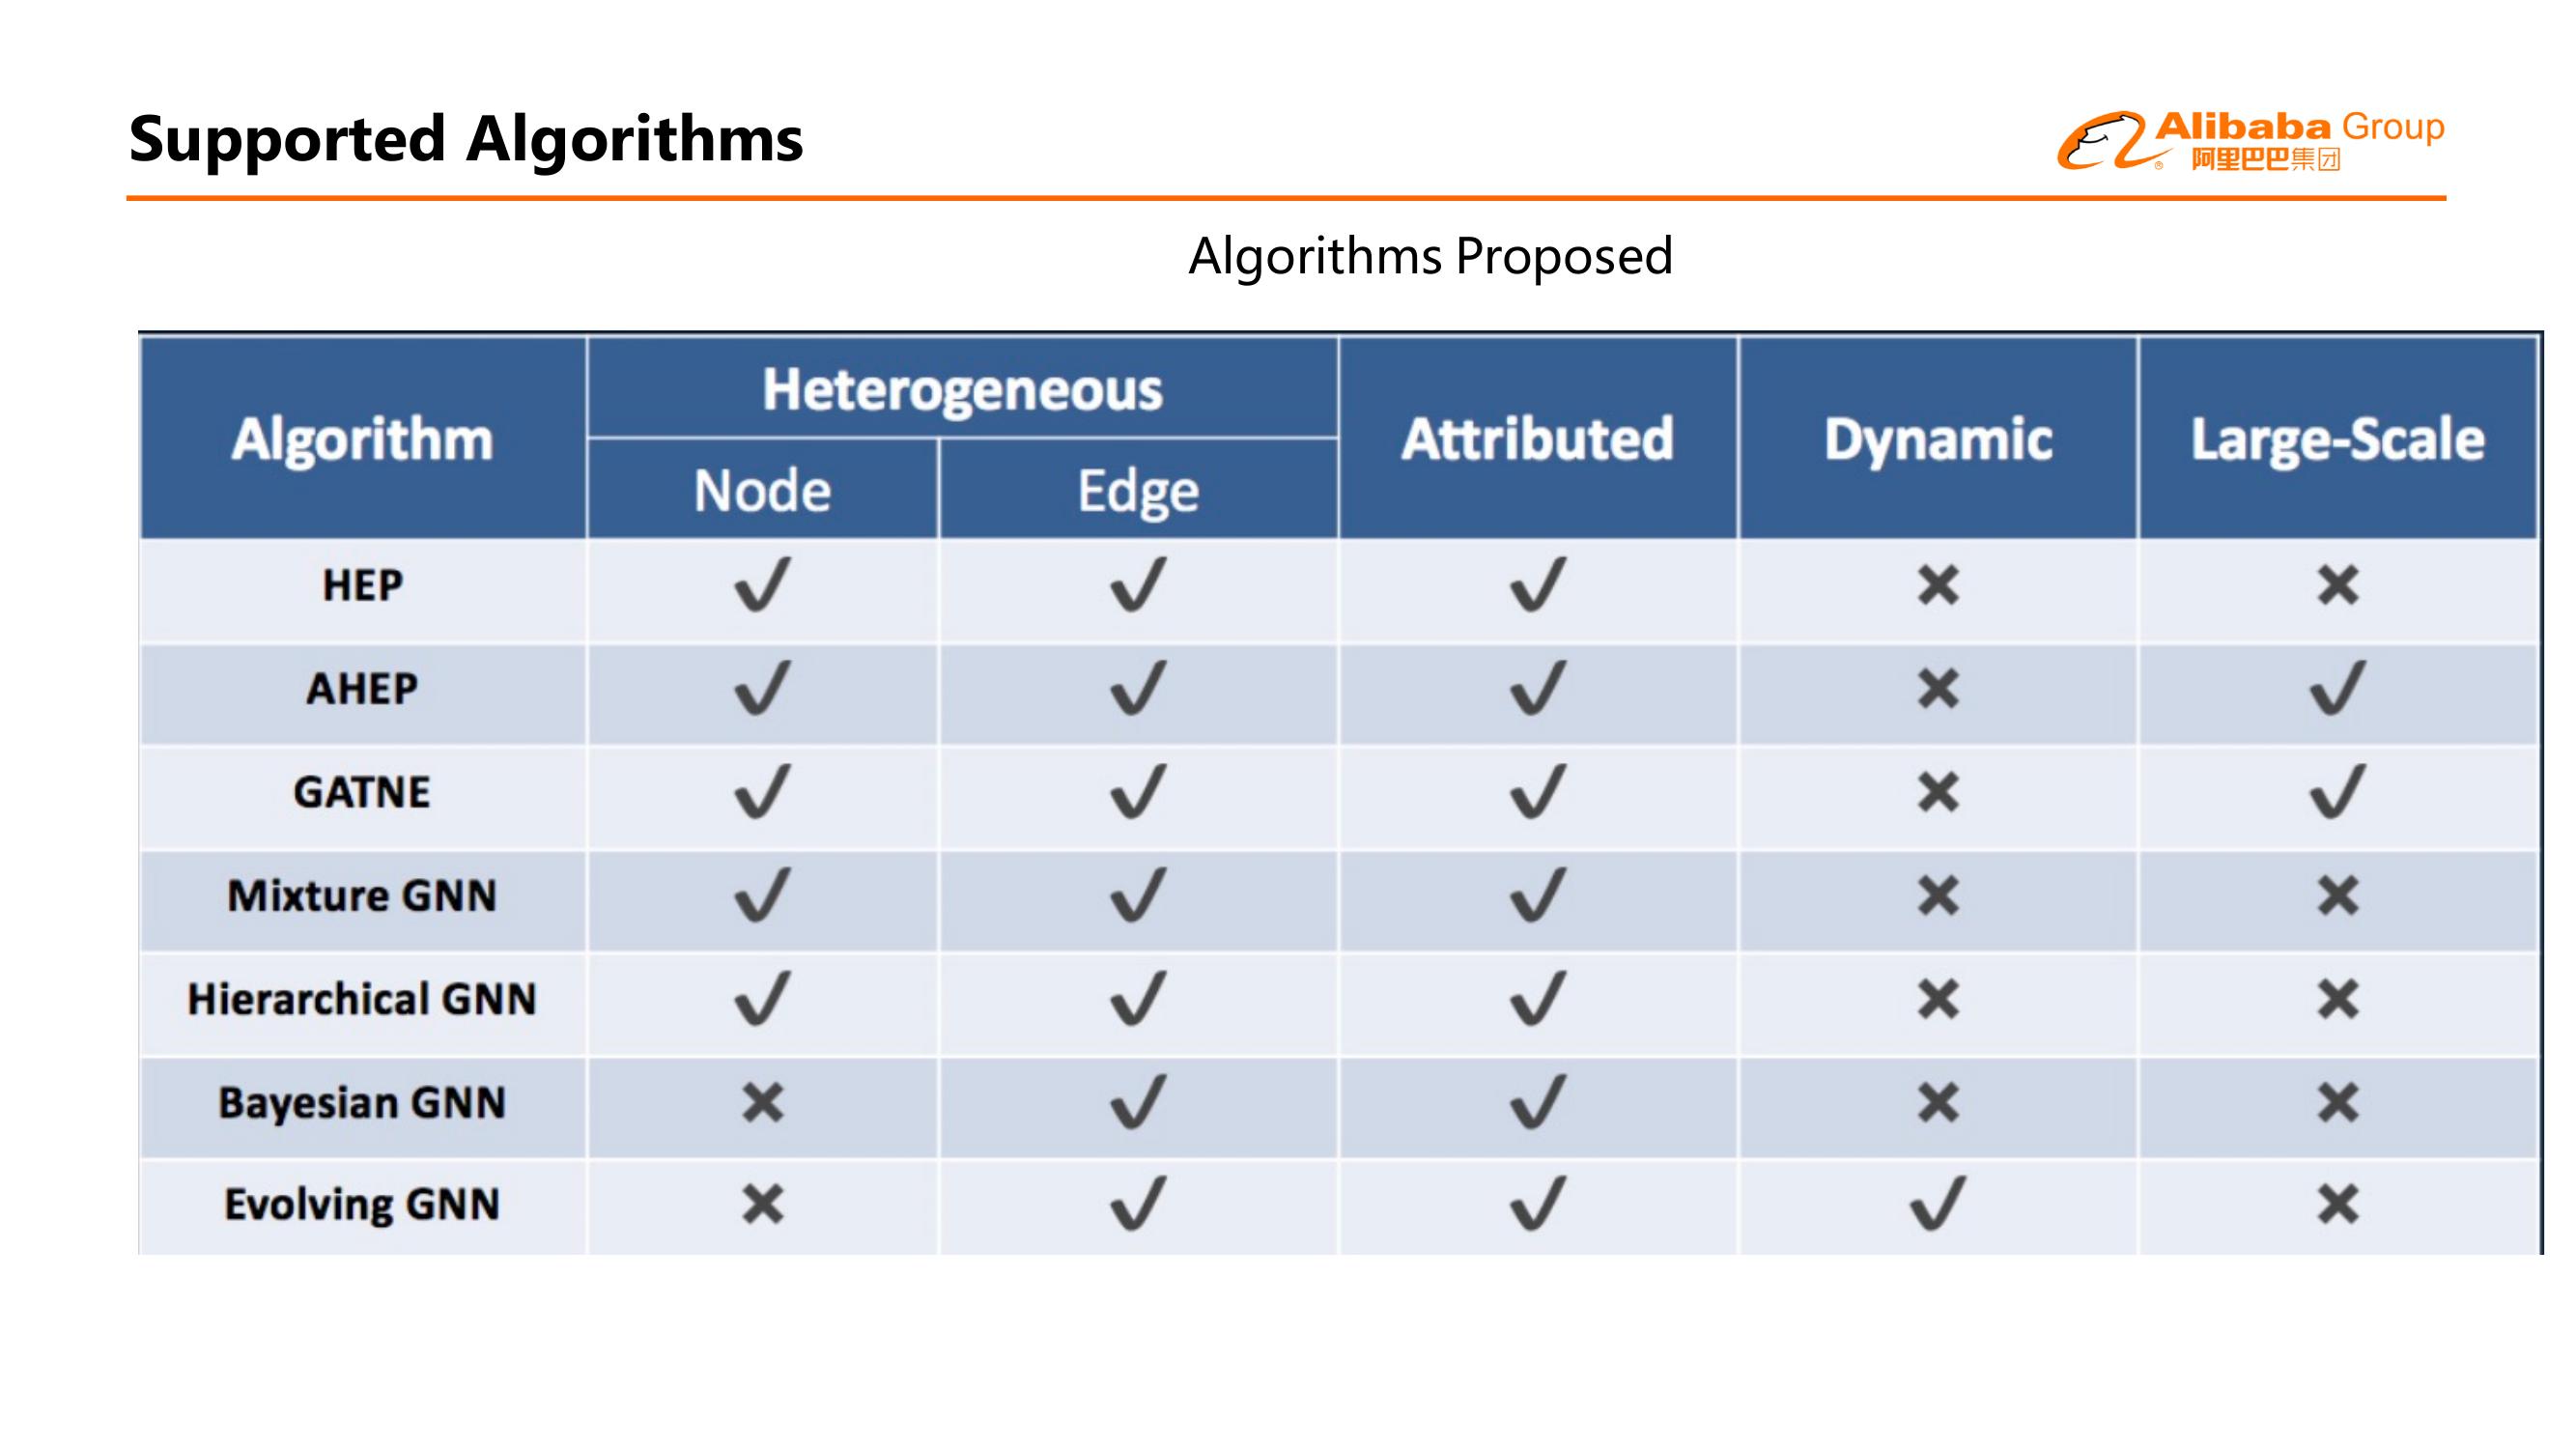 Supported Algorithms
Alibaba Group
阿里巴巴集团
®
Algorithms Proposed
Algorithm
Heterogeneous
Attributed
Dynamic
Large-Scale
Node
Edge
HEP ✓ ✓ ✓ ✖ ✖
AHEP ✓ ✓ ✓ ✖ ✓
GATNE ✓ ✓ ✓ ✖ ✓
Mixture GNN ✓ ✓ ✓ ✖ ✖
Hierarchical GNN ✓ ✓ ✓ ✖ ✖
Bayesian GNN ✖ ✓ ✓ ✖ ✖
Evolving GNN ✖ ✓ ✓ ✓ ✖